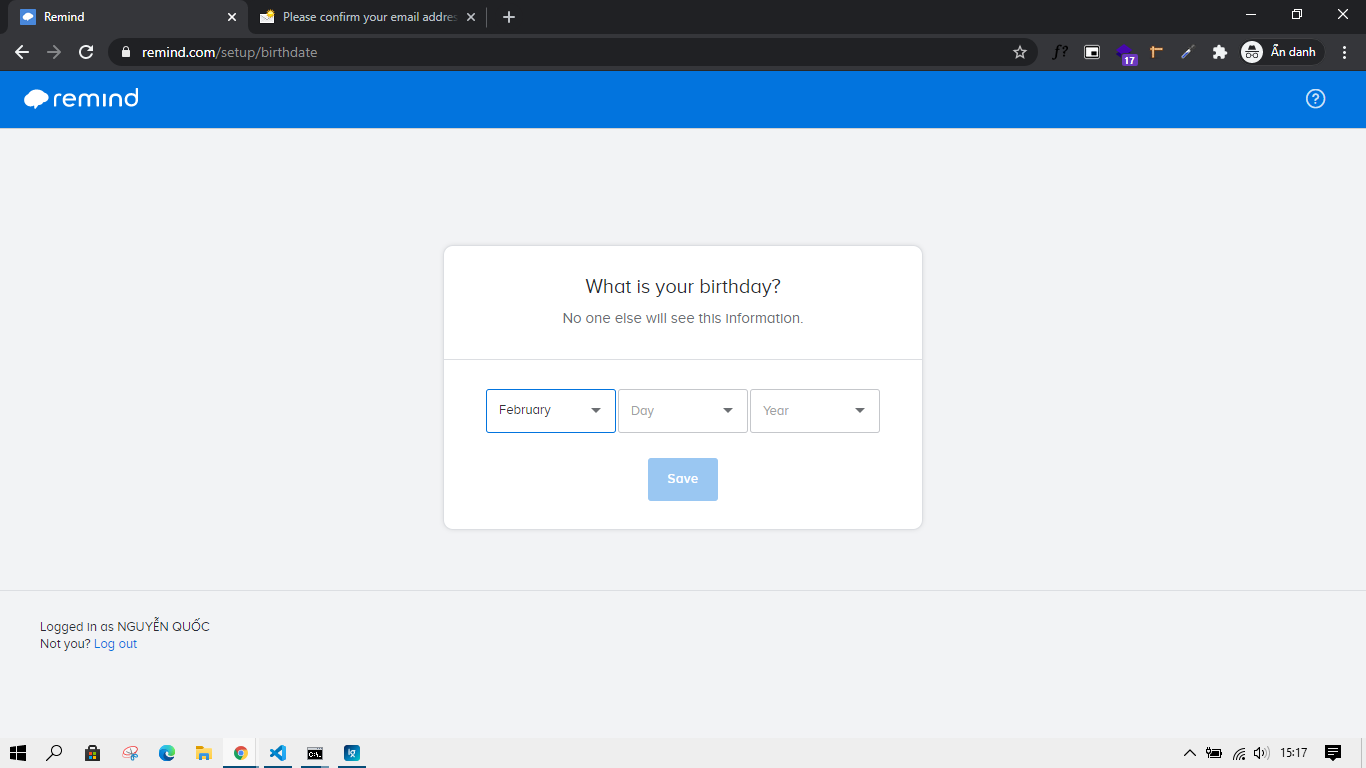 Remind
Please confirm your email addres
remind.com/setup/birthdate
f?
17
Ẩn danh
remind
?
What is your birthday?
No one else will see this information.
February
Day
Year
Save
Logged in as NGUYỄN QUỐC
Not you? Log out
C:\.
15:17